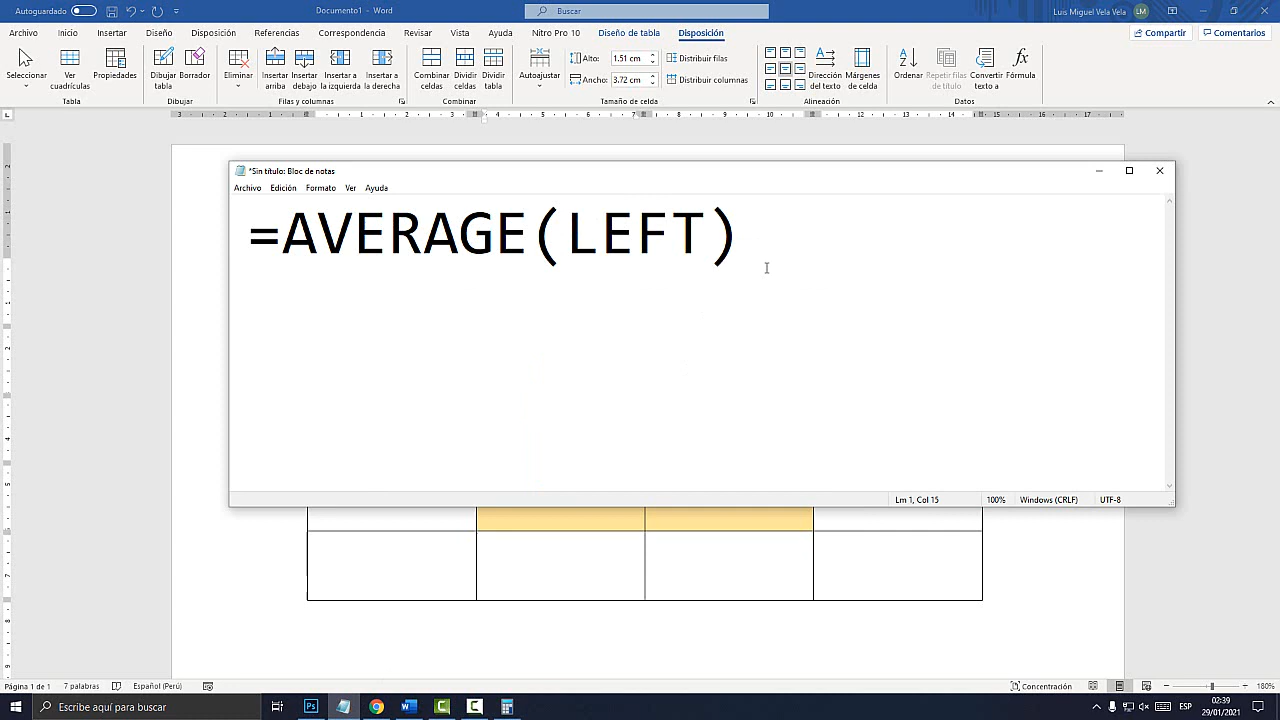 Autoguardado
Documento1 - Word
Buscar
Luis Miguel Vela Vela
LM
Archivo Inicio Insertar Diseño Disposición Referencias Correspondencia Revisar Vista Ayuda Nitro Pro 10 Diseño de tabla Disposición
Compartir
Comentarios
Seleccionar
Ver cuadrículas
Propiedades
Tabla
Dibujar tabla
Borrador
Dibujar
Eliminar
Insertar arriba
Insertar debajo
Insertar a la izquierda
Insertar a la derecha
Filas y columnas
Combinar celdas
Dividir celdas
Dividir tabla
Combinar
Autoajustar
Alto: 1.51 cm
Ancho: 3.72 cm
Distribuir filas
Distribuir columnas
Tamaño de celda
Dirección del texto
Márgenes de celda
Alineación
Ordenar
Repetir filas de título
Convertir texto a
Fórmula
Datos
*Sin título: Bloc de notas
Archivo Edición Formato Ver Ayuda
=AVERAGE(LEFT)
Lm 1, Col 15
100%
Windows (CRLF)
UTF-8
Página 1 de 1
7 palabras
Español (Perú)
Concentración
180%
Escribe aquí para buscar
ESP
02:39
29/01/2021